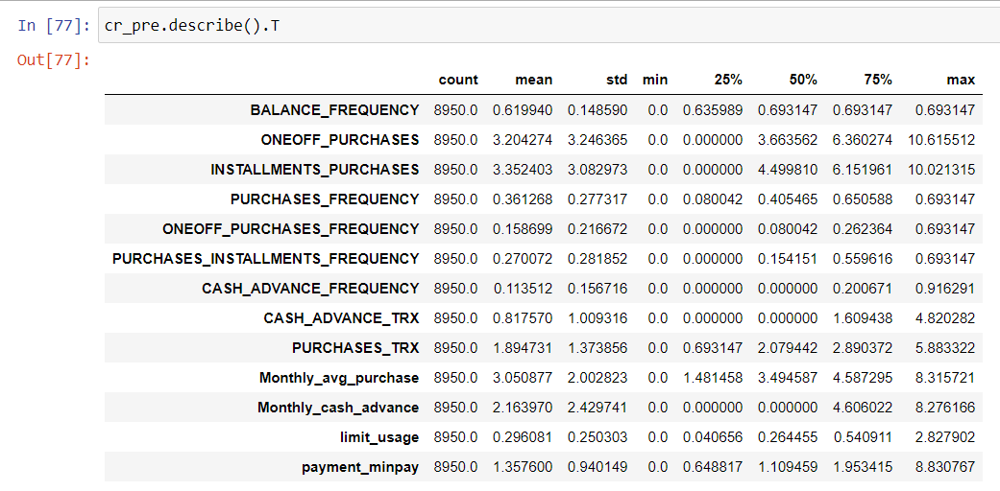 In [77]: cr_pre.describe().T
Out[77]:
count mean std min 25% 50% 75% max
BALANCE_FREQUENCY 8950.0 0.619940 0.148590 0.0 0.635989 0.693147 0.693147 0.693147
ONEOFF_PURCHASES 8950.0 3.204274 3.246365 0.0 0.000000 3.663562 6.360274 10.615512
INSTALLMENTS_PURCHASES 8950.0 3.352403 3.082973 0.0 0.000000 4.499810 6.151961 10.021315
PURCHASES_FREQUENCY 8950.0 0.361268 0.277317 0.0 0.080042 0.405465 0.650588 0.693147
ONEOFF_PURCHASES_FREQUENCY 8950.0 0.158699 0.216672 0.0 0.000000 0.080042 0.262364 0.693147
PURCHASES_INSTALLMENTS_FREQUENCY 8950.0 0.270072 0.281852 0.0 0.000000 0.154151 0.559616 0.693147
CASH_ADVANCE_FREQUENCY 8950.0 0.113512 0.156716 0.0 0.000000 0.000000 0.200671 0.916291
CASH_ADVANCE_TRX 8950.0 0.817570 1.009316 0.0 0.000000 0.000000 1.609438 4.820282
PURCHASES_TRX 8950.0 1.894731 1.373856 0.0 0.693147 2.079442 2.890372 5.883322
Monthly_avg_purchase 8950.0 3.050877 2.002823 0.0 1.481458 3.494587 4.587295 8.315721
Monthly_cash_advance 8950.0 2.163970 2.429741 0.0 0.000000 0.000000 4.606022 8.276166
limit_usage 8950.0 0.296081 0.250303 0.0 0.040656 0.264455 0.540911 2.827902
payment_minpay 8950.0 1.357600 0.940149 0.0 0.648817 1.109459 1.953415 8.830767